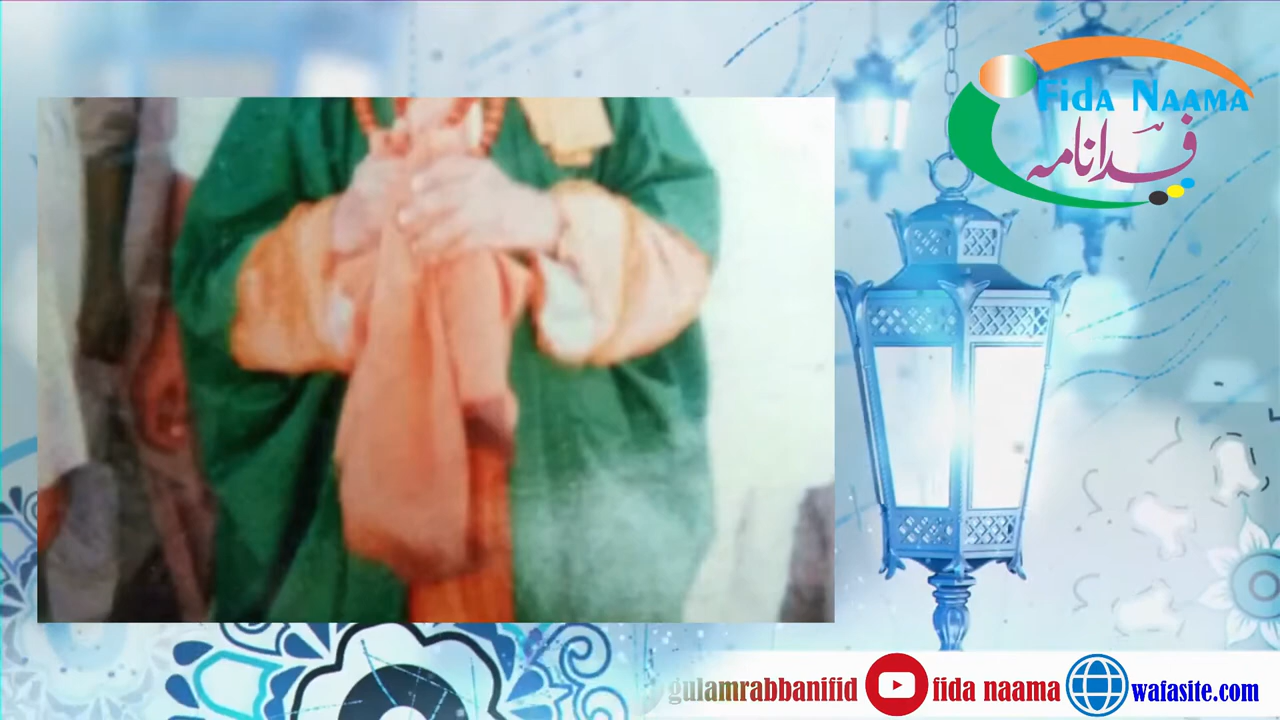 Fida Naama
فدانامہ
gulamrabbanifid
fida naama
wafasite.com